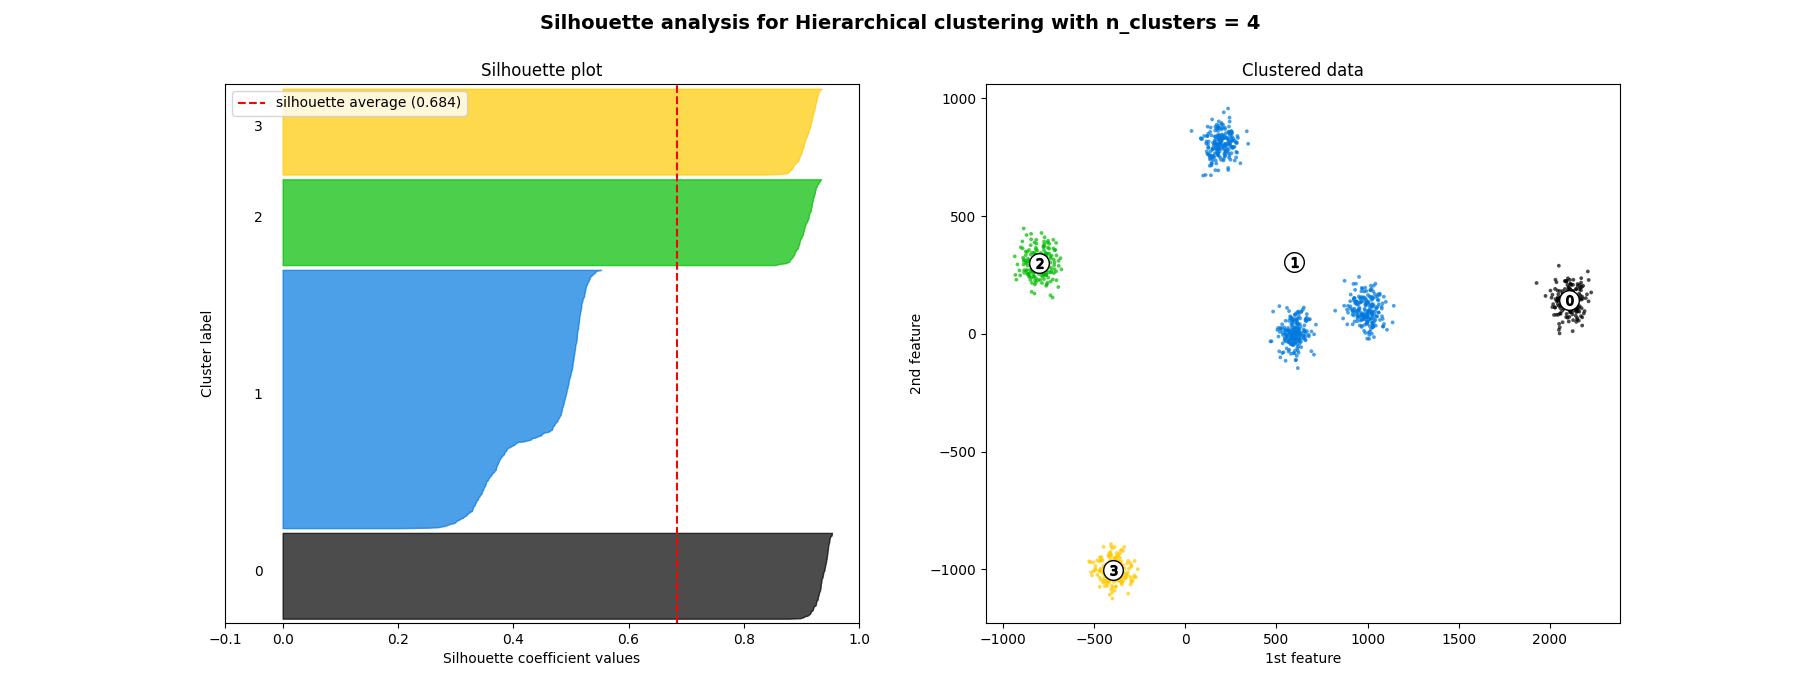 Silhouette analysis for Hierarchical clustering with n_clusters = 4
Silhouette plot
silhouette average (0.684)
3
2
1
0
Cluster label
−0.1 0.0 0.2 0.4 0.6 0.8 1.0
Silhouette coefficient values
Clustered data
1000
500
0
−500
−1000
2nd feature
2
1
0
3
−1000 −500 0 500 1000 1500 2000
1st feature